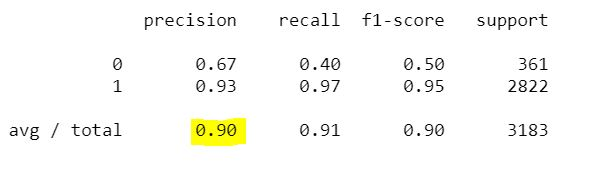 precision recall f1-score support
0 0.67 0.40 0.50 361
1 0.93 0.97 0.95 2822
avg / total 0.90 0.91 0.90 3183